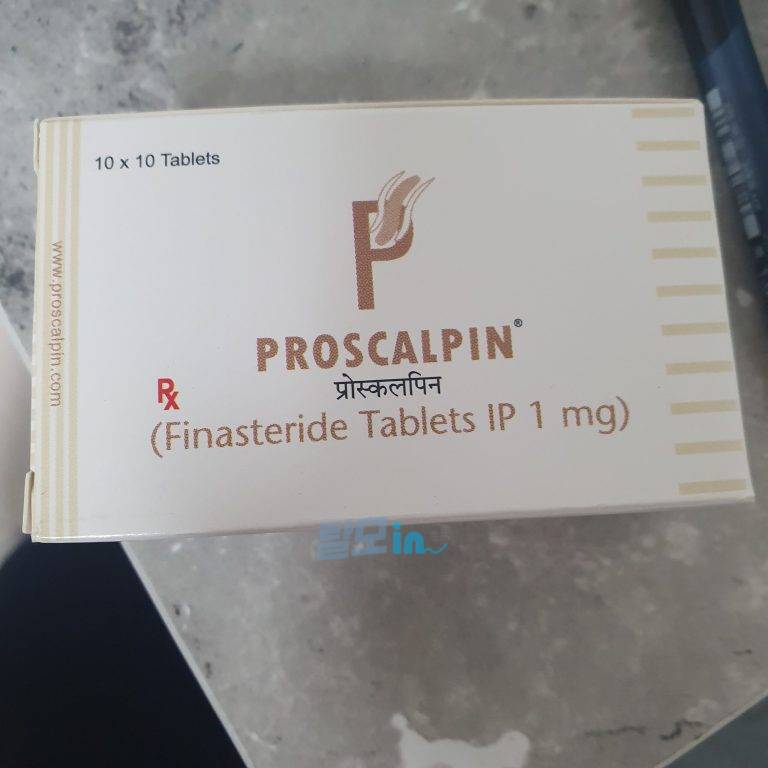 10 x 10 Tablets
www.proscalpin.com
P
PROSCALPIN®
प्रोस्कलपिन
Rx
(Finasteride Tablets IP 1 mg)
탈모in